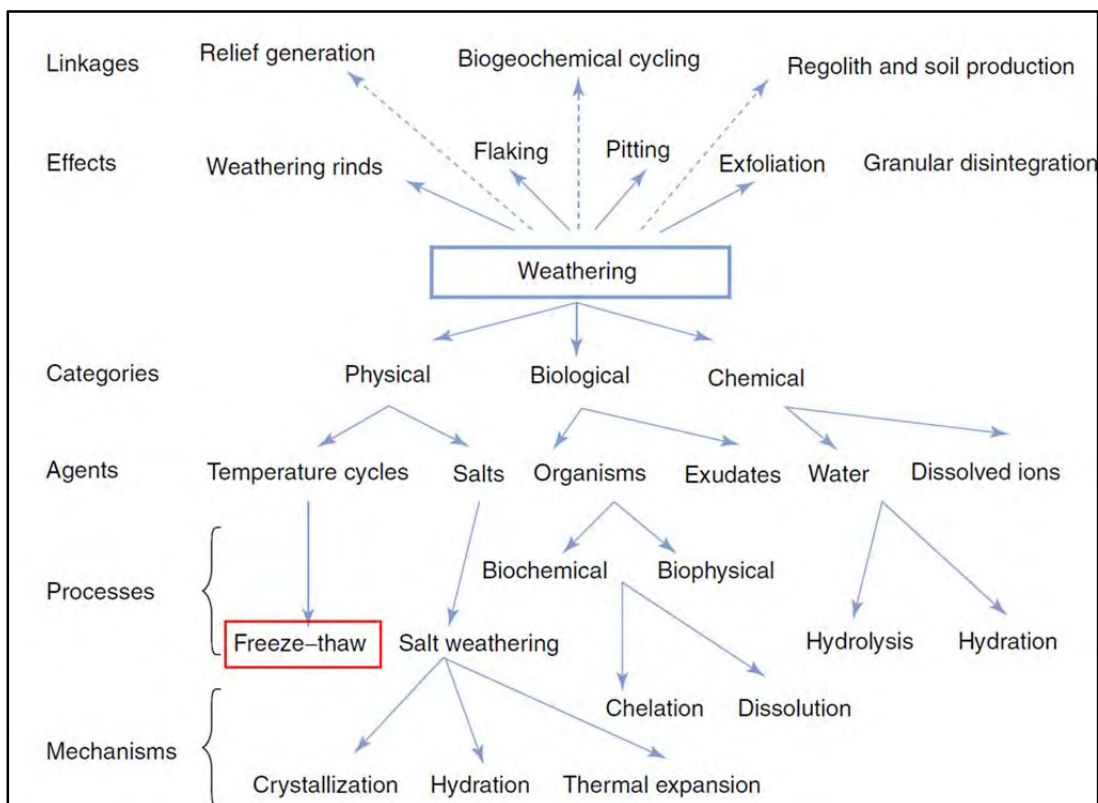 Linkages
Relief generation
Biogeochemical cycling
Regolith and soil production
Effects
Weathering rinds
Flaking
Pitting
Exfoliation
Granular disintegration
Weathering
Categories
Physical
Biological
Chemical
Agents
Temperature cycles
Salts
Organisms
Exudates
Water
Dissolved ions
Processes
Biochemical
Biophysical
Freeze–thaw
Salt weathering
Hydrolysis
Hydration
Mechanisms
Chelation
Dissolution
Crystallization
Hydration
Thermal expansion